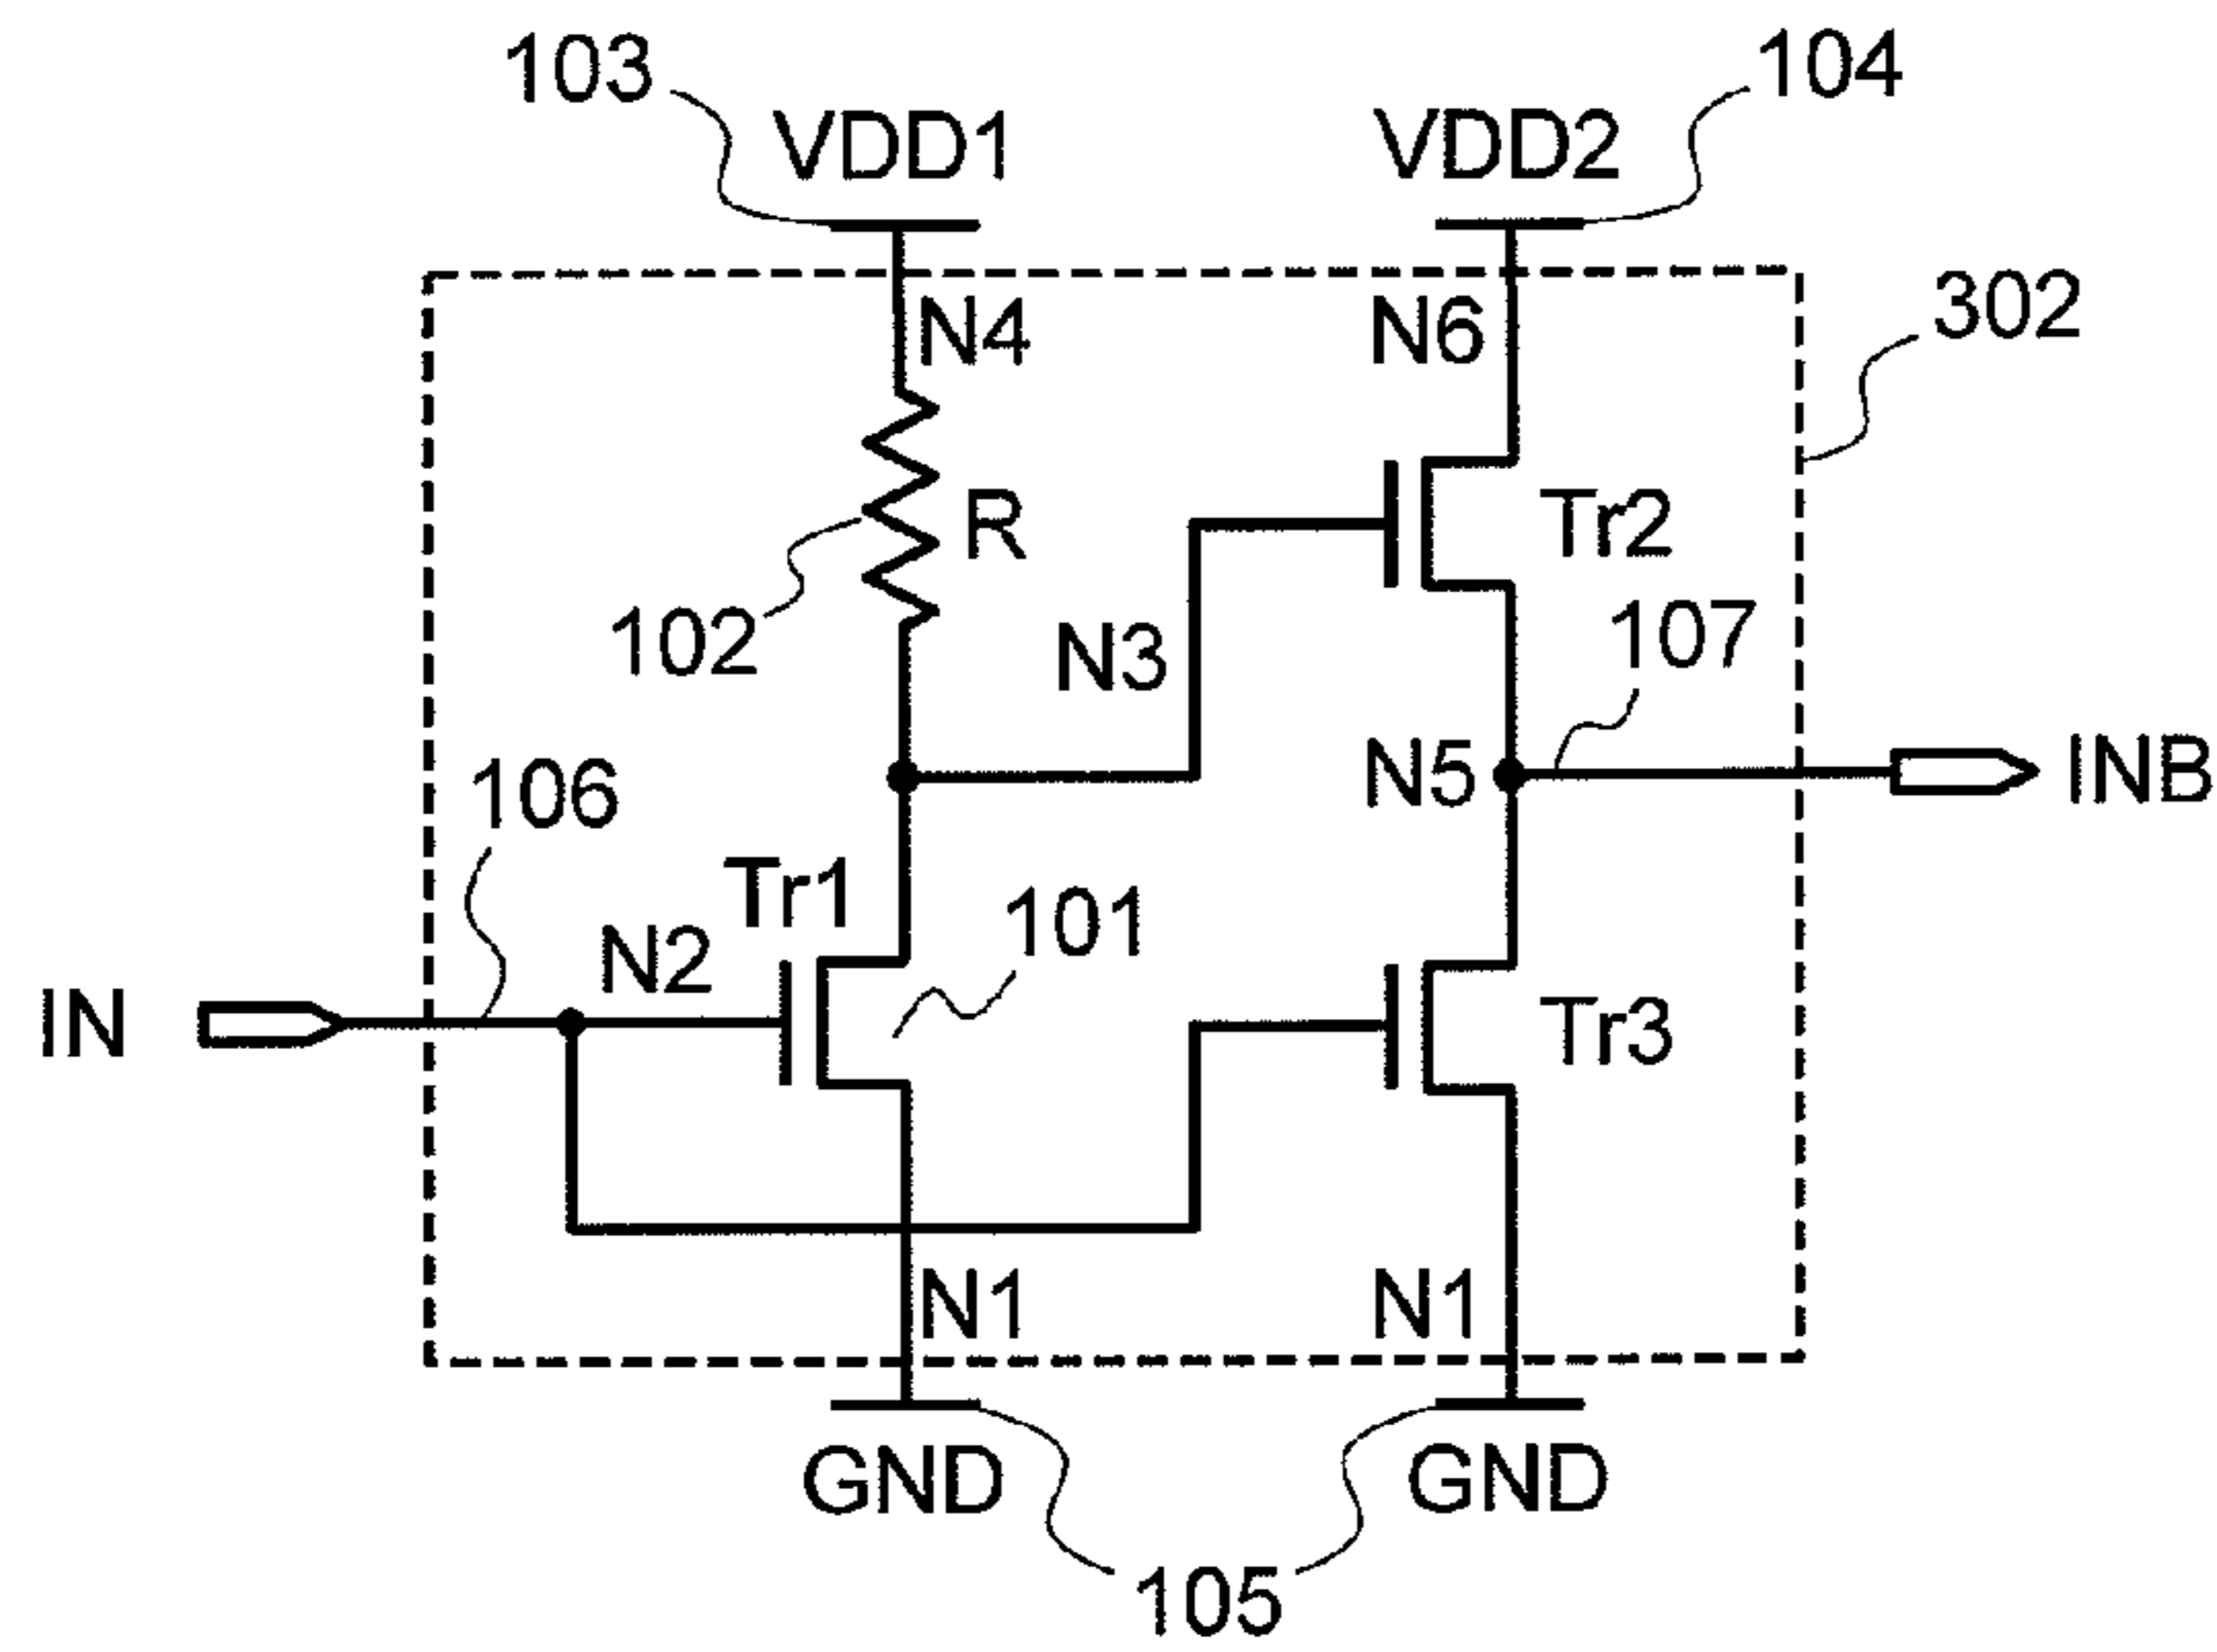 103
104
VDD1
VDD2
302
N4
N6
R
Tr2
102
N3
107
106
N5
INB
Tr1
101
N2
IN
Tr3
N1
N1
GND
GND
105